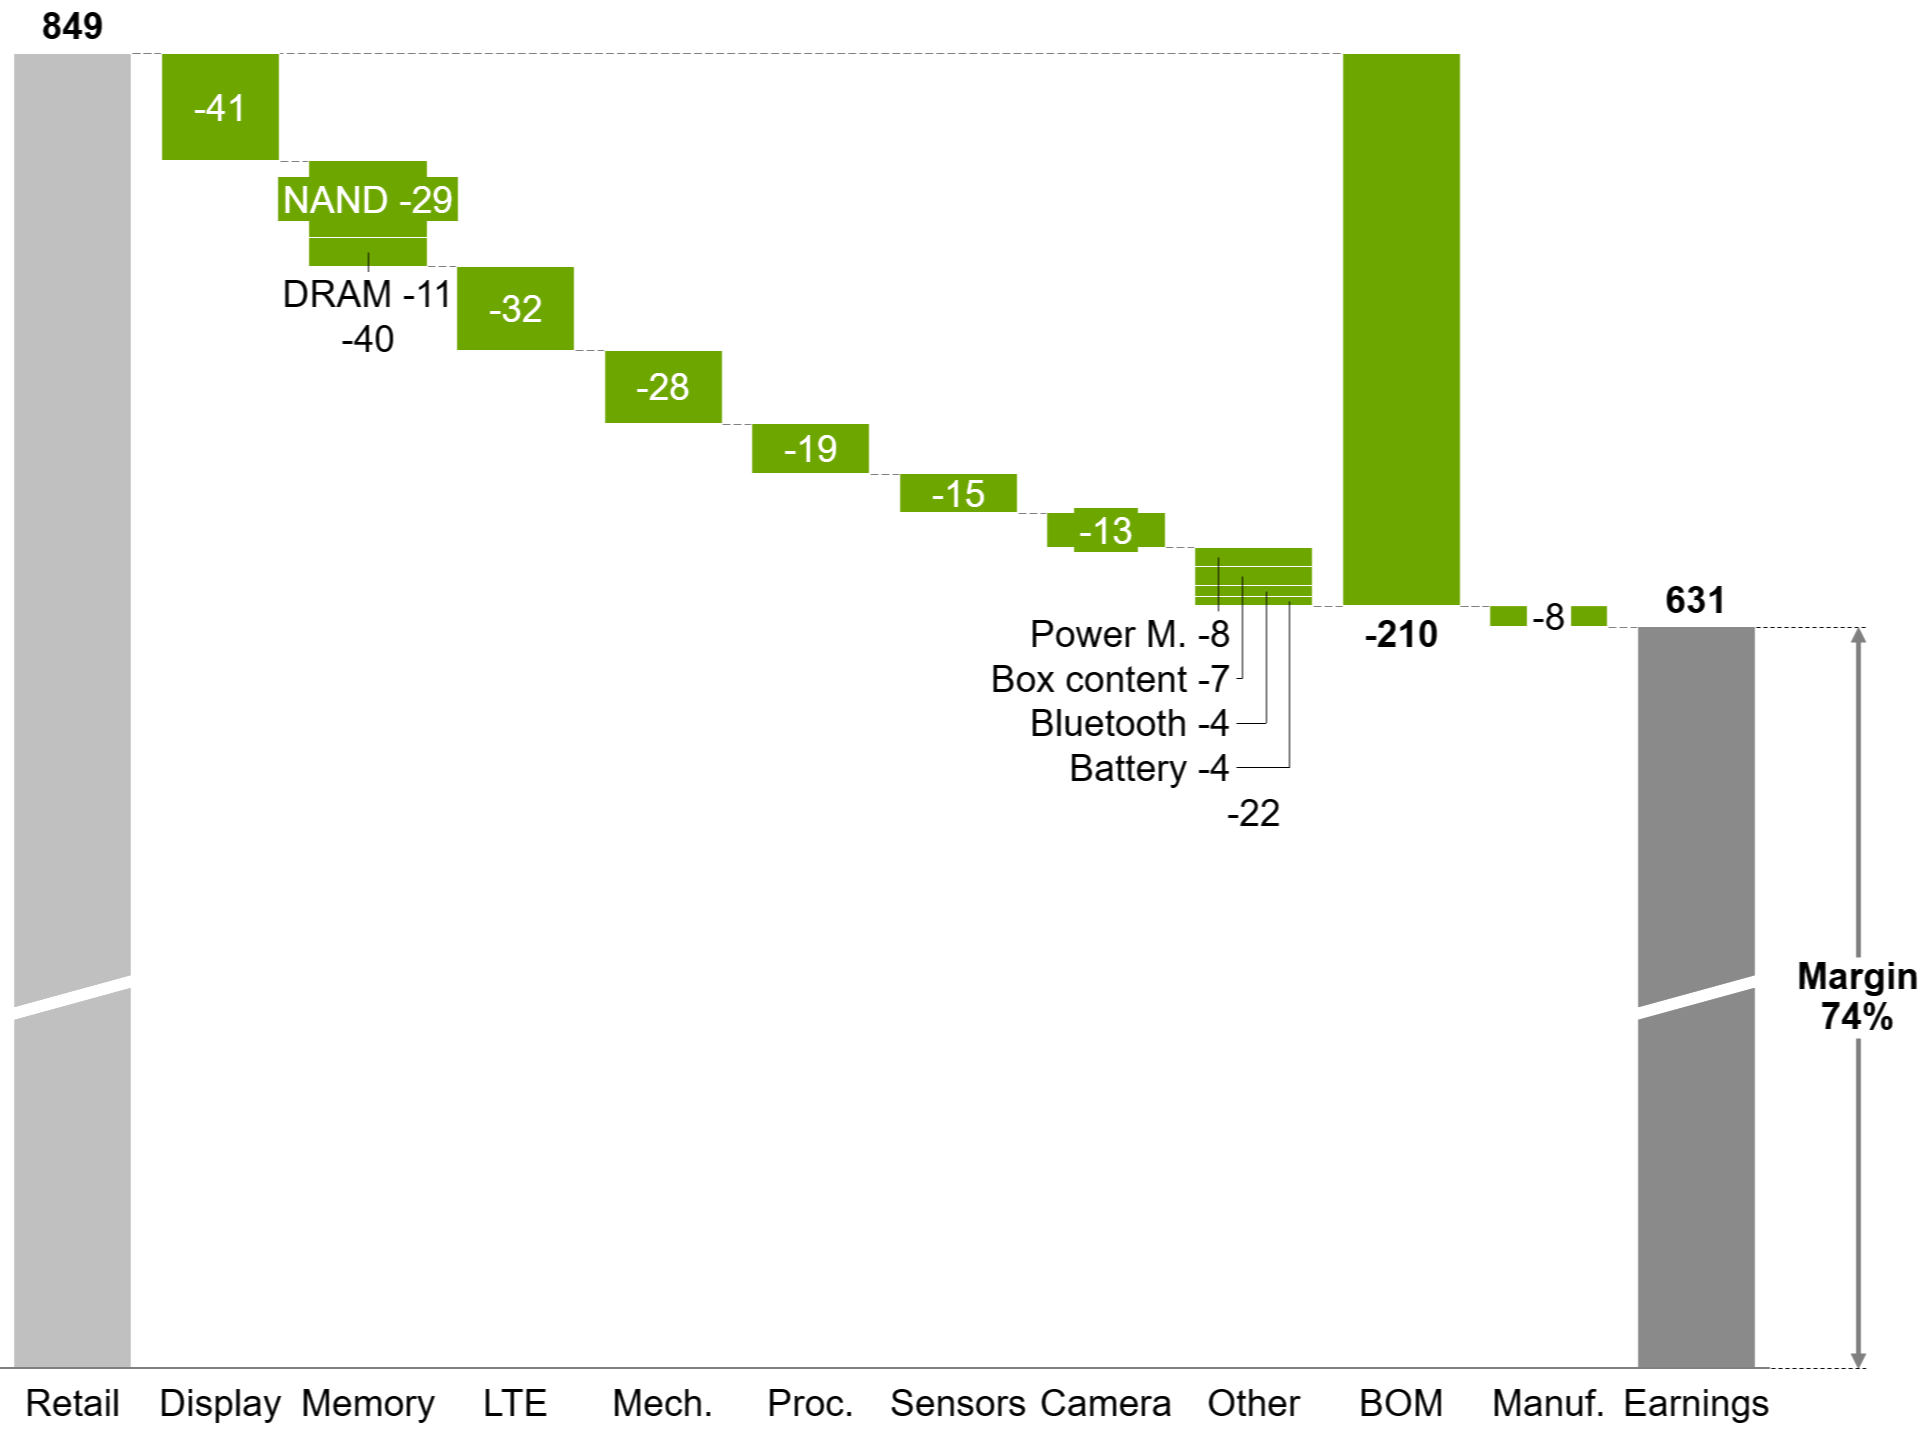 849
-41
NAND -29
DRAM -11
-40
-32
-28
-19
-15
-13
Power M. -8
Box content -7
Bluetooth -4
Battery -4
-22
-210
-8
631
Margin
74%
Retail Display Memory LTE Mech. Proc. Sensors Camera Other BOM Manuf. Earnings